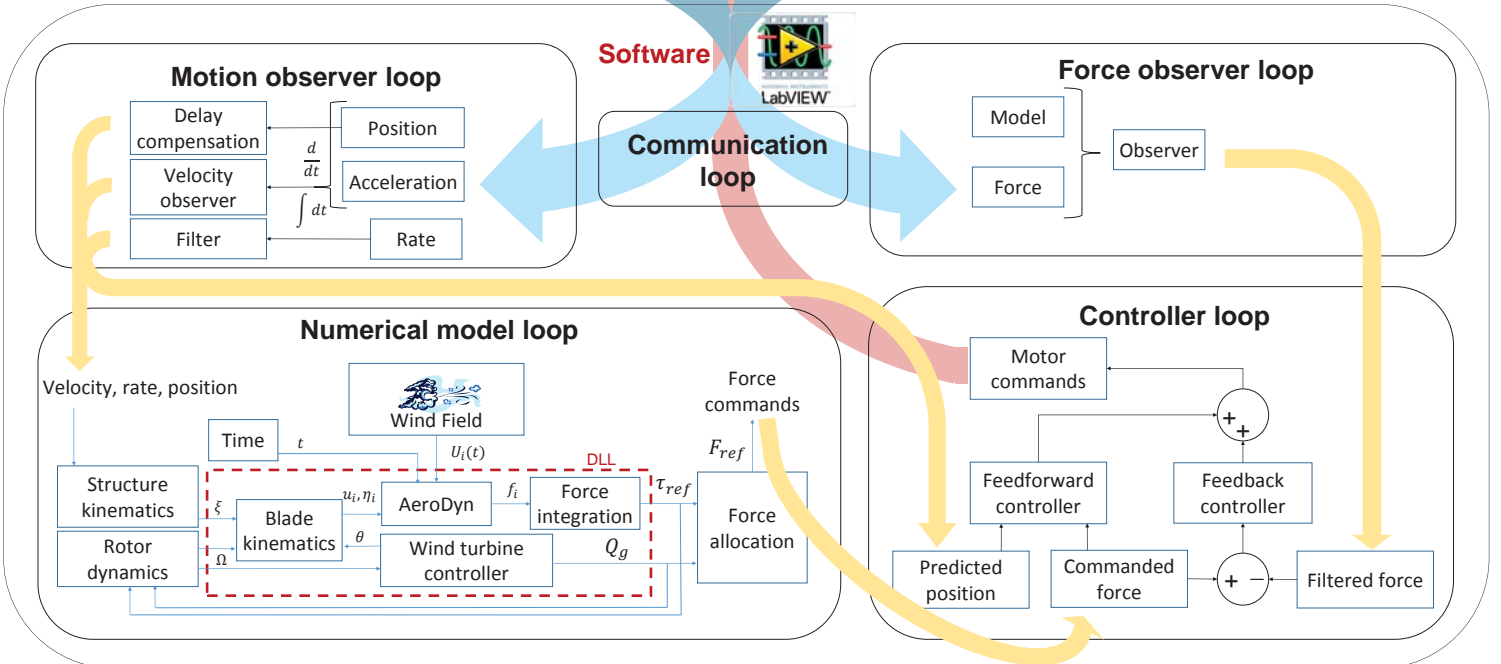 Software
NATIONAL INSTRUMENTS
LabVIEW™
Communication
loop
Motion observer loop
Delay
compensation
Position
d
dt
Velocity
observer
Acceleration
∫ dt
Filter
Rate
Force observer loop
Model
Force
Observer
Numerical model loop
Velocity, rate, position
Wind Field
Time
t
U_i(t)
DLL
Structure
kinematics
ξ
Blade
kinematics
u_i, η_i
AeroDyn
f_i
Force
integration
τ_ref
Rotor
dynamics
Ω
θ
Wind turbine
controller
Q_g
Force
allocation
F_ref
Force
commands
Controller loop
Motor
commands
+
+
Feedforward
controller
Feedback
controller
Predicted
position
Commanded
force
+ −
Filtered force